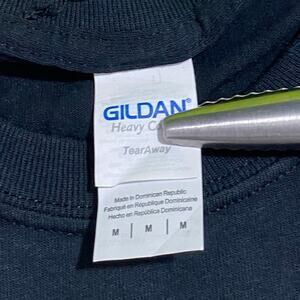 GILDAN®
Heavy
TearAway
Made in Dominican Republic
Fabriqué en République Dominicaine
Hecho en República Dominicana
M | M | M